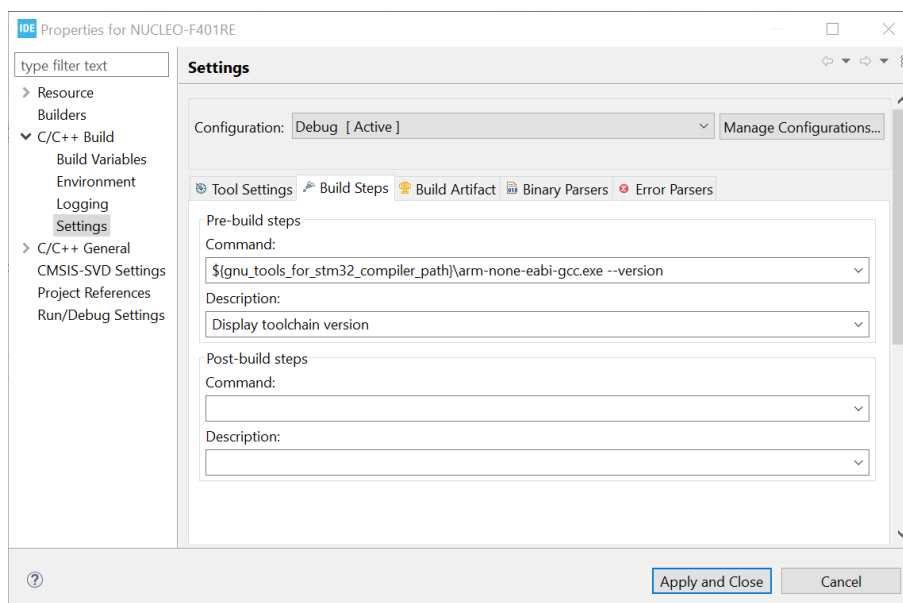 IDE Properties for NUCLEO-F401RE
type filter text
Resource
Builders
C/C++ Build
Build Variables
Environment
Logging
Settings
C/C++ General
CMSIS-SVD Settings
Project References
Run/Debug Settings
Settings
Configuration: Debug [ Active ] Manage Configurations...
Tool Settings Build Steps Build Artifact Binary Parsers Error Parsers
Pre-build steps
Command:
${gnu_tools_for_stm32_compiler_path}\arm-none-eabi-gcc.exe --version
Description:
Display toolchain version
Post-build steps
Command:
Description:
Apply and Close Cancel